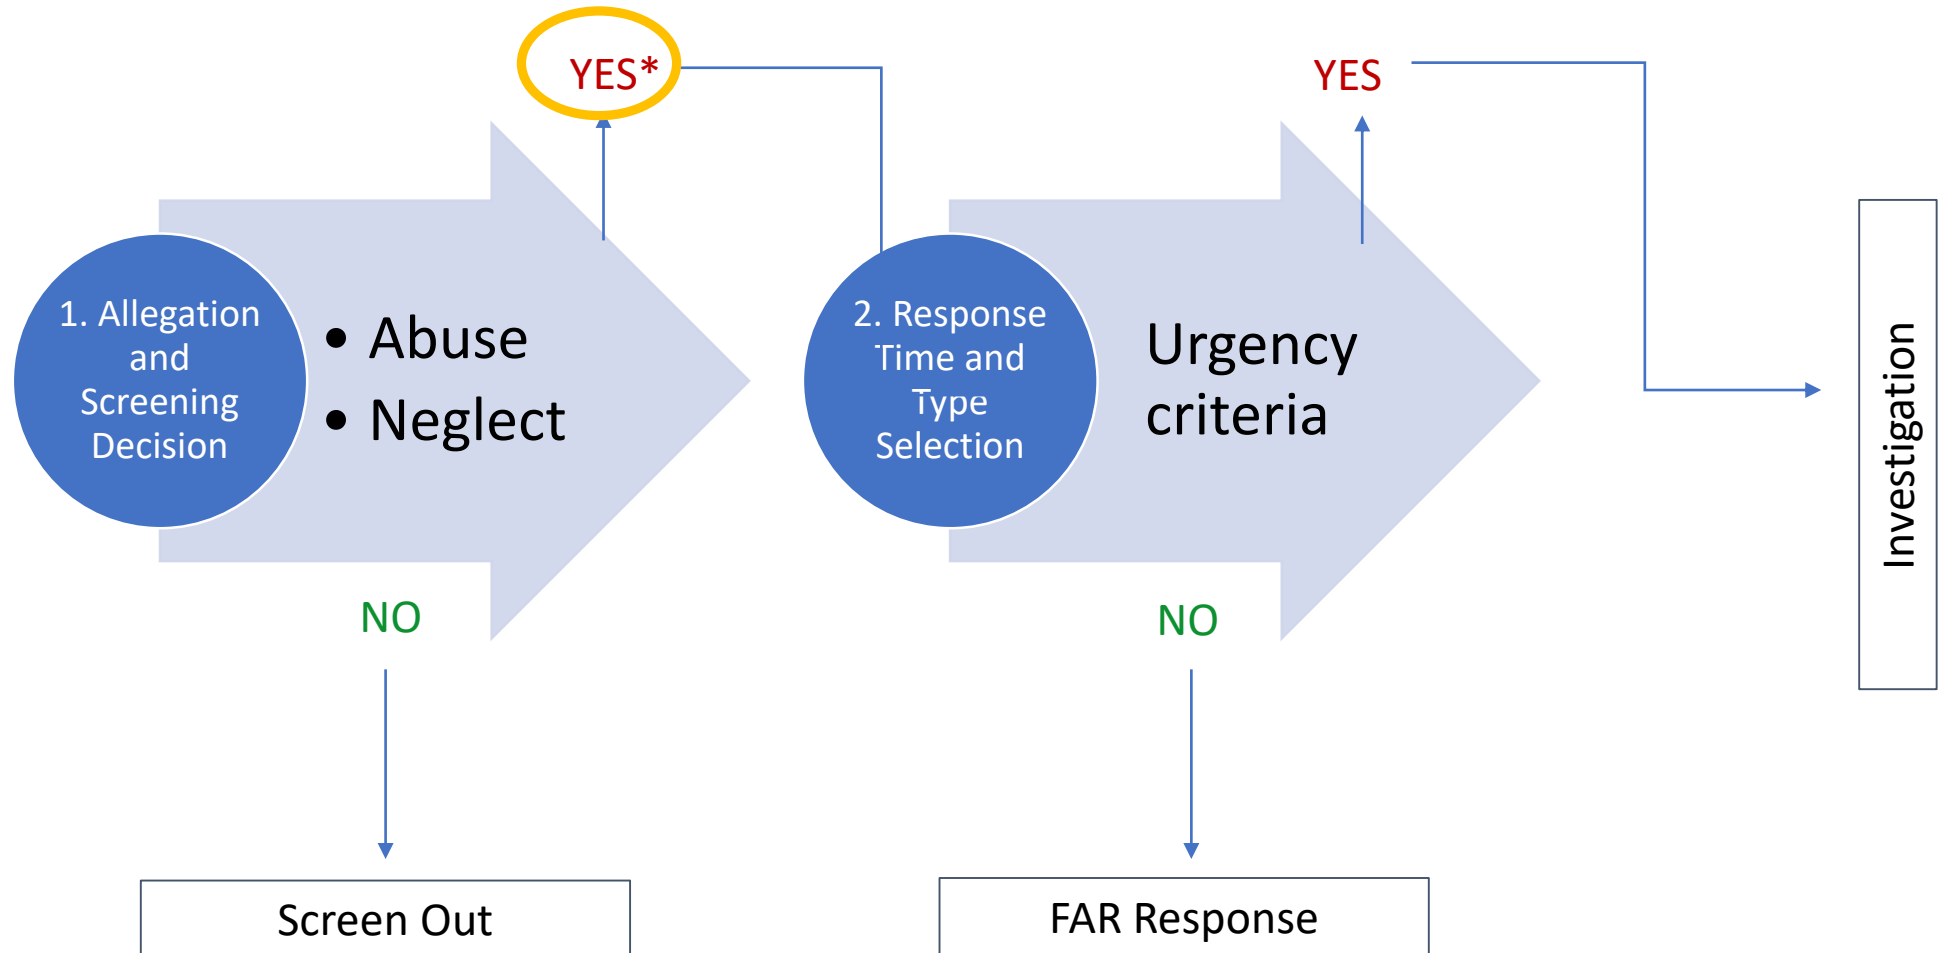 YES*
YES
1. Allegation
and
Screening
Decision
• Abuse
• Neglect
2. Response
Time and
Type
Selection
Urgency
criteria
Investigation
NO
NO
Screen Out
FAR Response